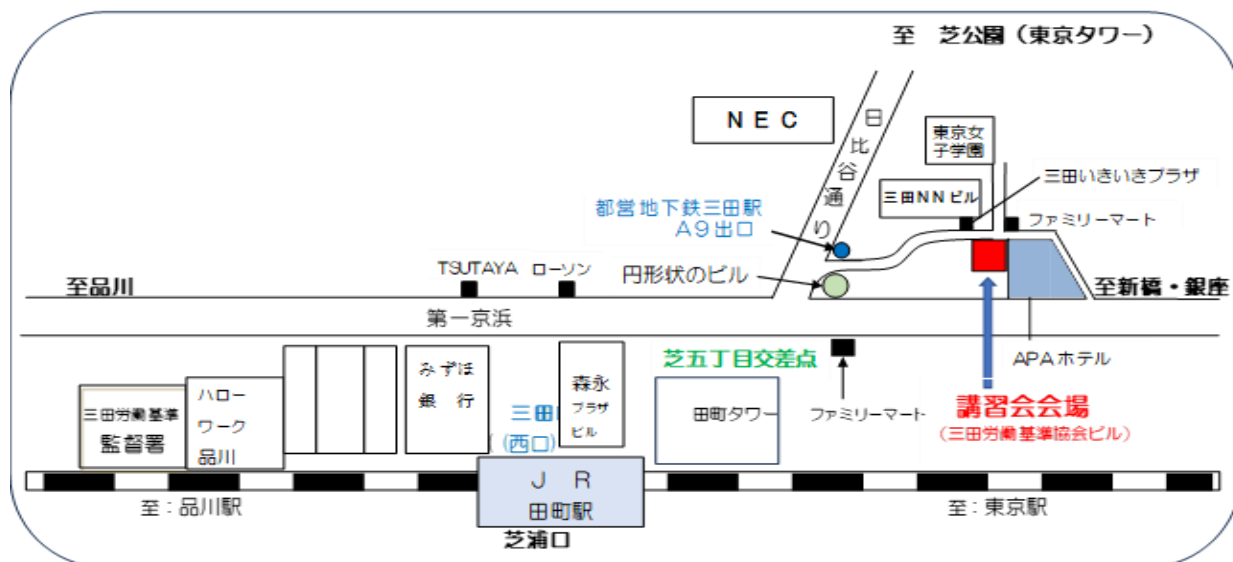 至 芝公園（東京タワー）
NEC
日比谷通り
東京女
子学園
三田いきいきプラザ
三田NNビル
ファミリーマート
都営地下鉄三田駅
A9出口
TSUTAYA ローソン
円形状のビル
至品川
至新橋・銀座
第一京浜
芝五丁目交差点
APAホテル
みずほ
銀行
森永
プラザ
ビル
ハロー
ワーク
品川
三田労働基準
監督署
三田
(西口)
田町タワー
ファミリーマート
講習会会場
（三田労働基準協会ビル）
JR
田町駅
至：品川駅
至：東京駅
芝浦口